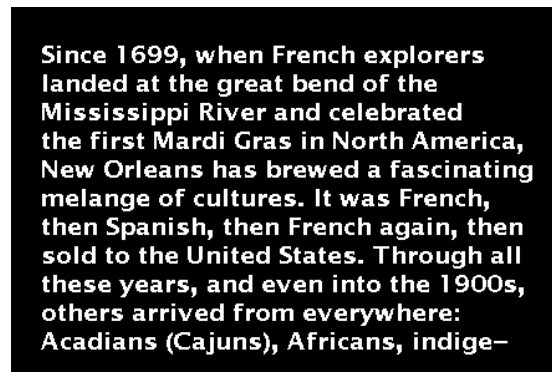 Since 1699, when French explorers
landed at the great bend of the
Mississippi River and celebrated
the first Mardi Gras in North America,
New Orleans has brewed a fascinating
melange of cultures. It was French,
then Spanish, then French again, then
sold to the United States. Through all
these years, and even into the 1900s,
others arrived from everywhere:
Acadians (Cajuns), Africans, indige–